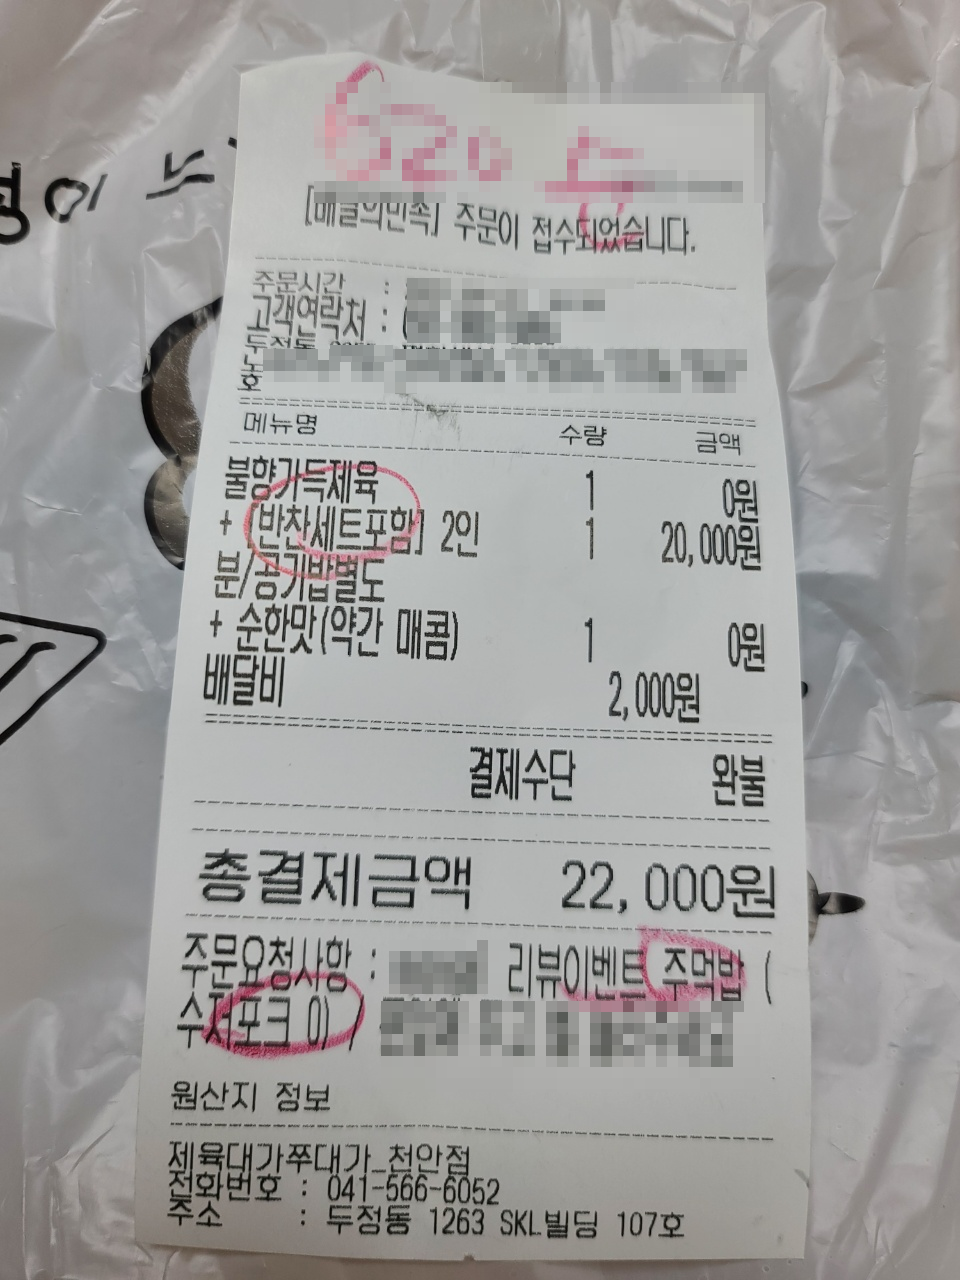 620
[배달의민족] 주문이 접수되었습니다.
주문시간 :
고객연락처 :
두정동
노
호
메뉴명 수량 금액
불향가득제육 1 0원
+ [반찬세트포함] 2인 1 20,000원
분/공기밥별도
+ 순한맛(약간 매콤) 1 0원
배달비 2,000원
결제수단 완불
총결제금액 22,000원
주문요청사항 : 리뷰이벤트 주먹밥 (
수저포크 O) /
원산지 정보
제육대가쭈대가_천안점
전화번호 : 041-566-6052
주소 : 두정동 1263 SKL빌딩 107호